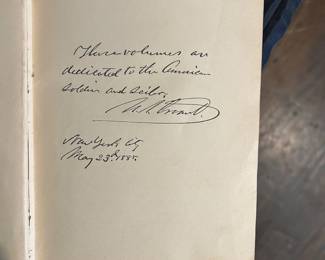 These volumes are
dedicated to the American
soldier and sailor.
U. S. Grant
New York City
May 23d 1885.